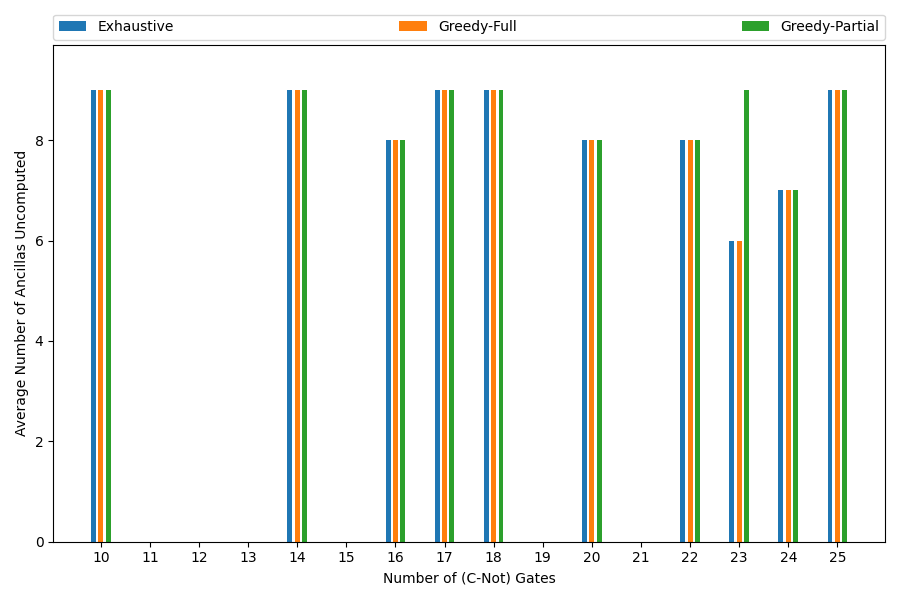 Exhaustive Greedy-Full Greedy-Partial
Average Number of Ancillas Uncomputed
8
6
4
2
0
10 11 12 13 14 15 16 17 18 19 20 21 22 23 24 25
Number of (C-Not) Gates